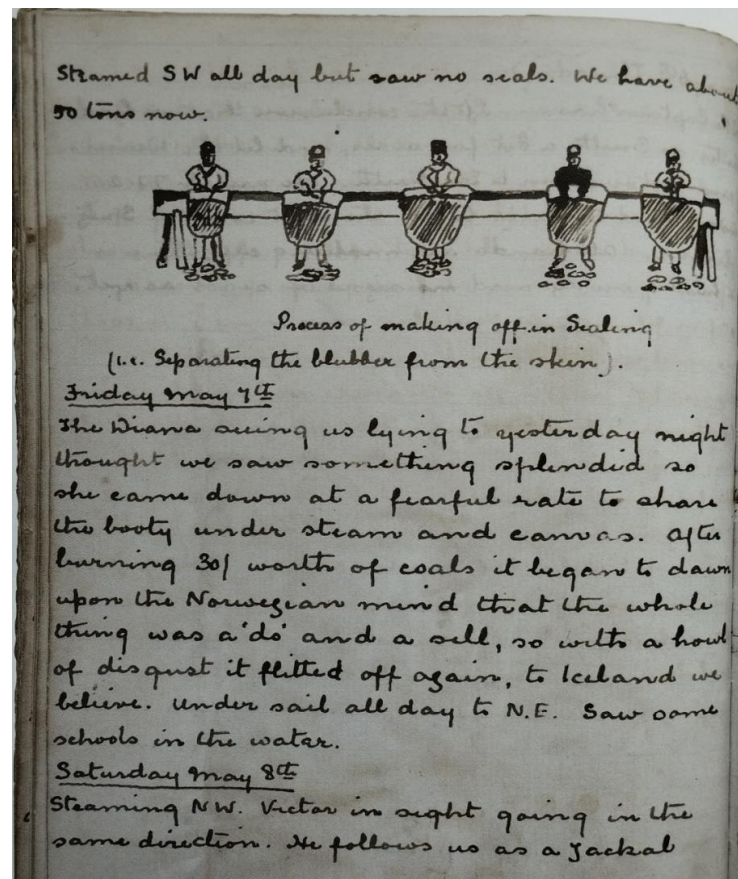 Steamed SW all day but saw no seals. We have about
50 tons now.
Process of making off in Sealing
(i.e. Separating the blubber from the skin).
Friday May 7th
The Diana seeing us lying to yesterday night
thought we saw something splendid so
she came down at a fearful rate to share
the booty under steam and canvas. After
burning 30/ worth of coals it began to dawn
upon the Norwegian mind that the whole
thing was a 'do' and a sell, so with a howl
of disgust it flitted off again, to Iceland we
believe. Under sail all day to N.E. Saw some
schools in the water.
Saturday May 8th
Steaming NW. Victor in sight going in the
same direction. He follows us as a Jackal